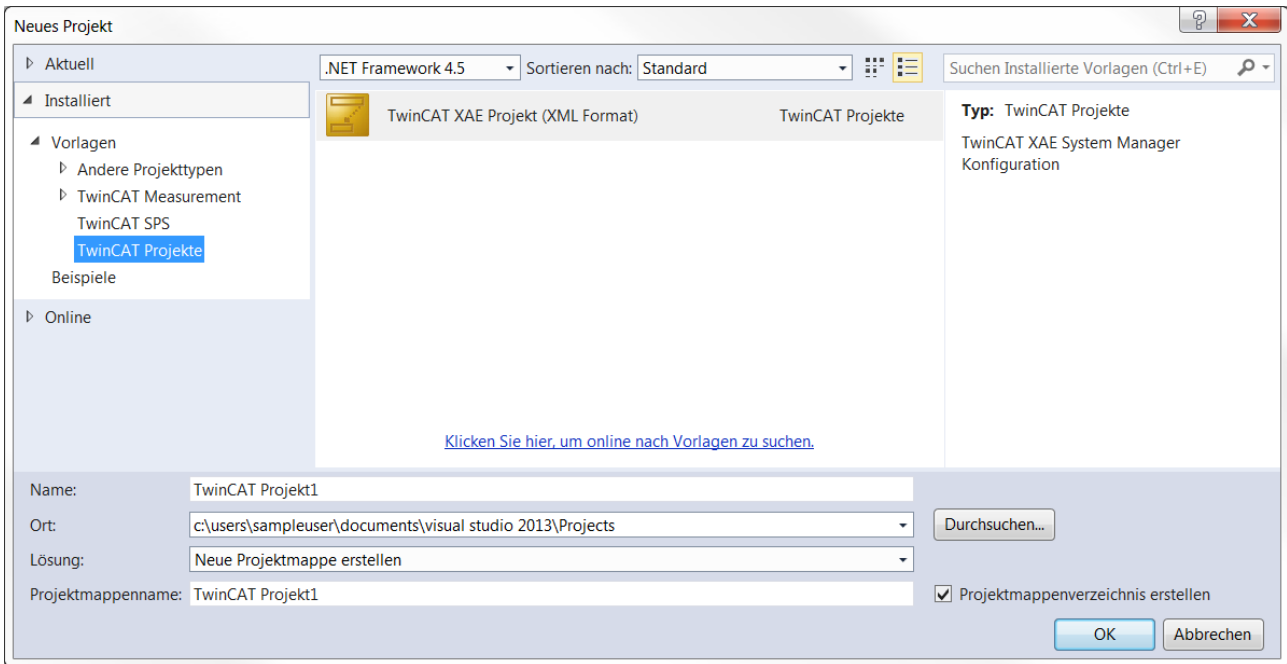 Neues Projekt
Aktuell
Installiert
Vorlagen
Andere Projekttypen
TwinCAT Measurement
TwinCAT SPS
TwinCAT Projekte
Beispiele
Online
.NET Framework 4.5
Sortieren nach: Standard
TwinCAT XAE Projekt (XML Format) TwinCAT Projekte
Klicken Sie hier, um online nach Vorlagen zu suchen.
Suchen Installierte Vorlagen (Ctrl+E)
Typ: TwinCAT Projekte
TwinCAT XAE System Manager
Konfiguration
Name: TwinCAT Projekt1
Ort: c:\users\sampleuser\documents\visual studio 2013\Projects
Durchsuchen...
Lösung: Neue Projektmappe erstellen
Projektmappenname: TwinCAT Projekt1
Projektmappenverzeichnis erstellen
OK
Abbrechen